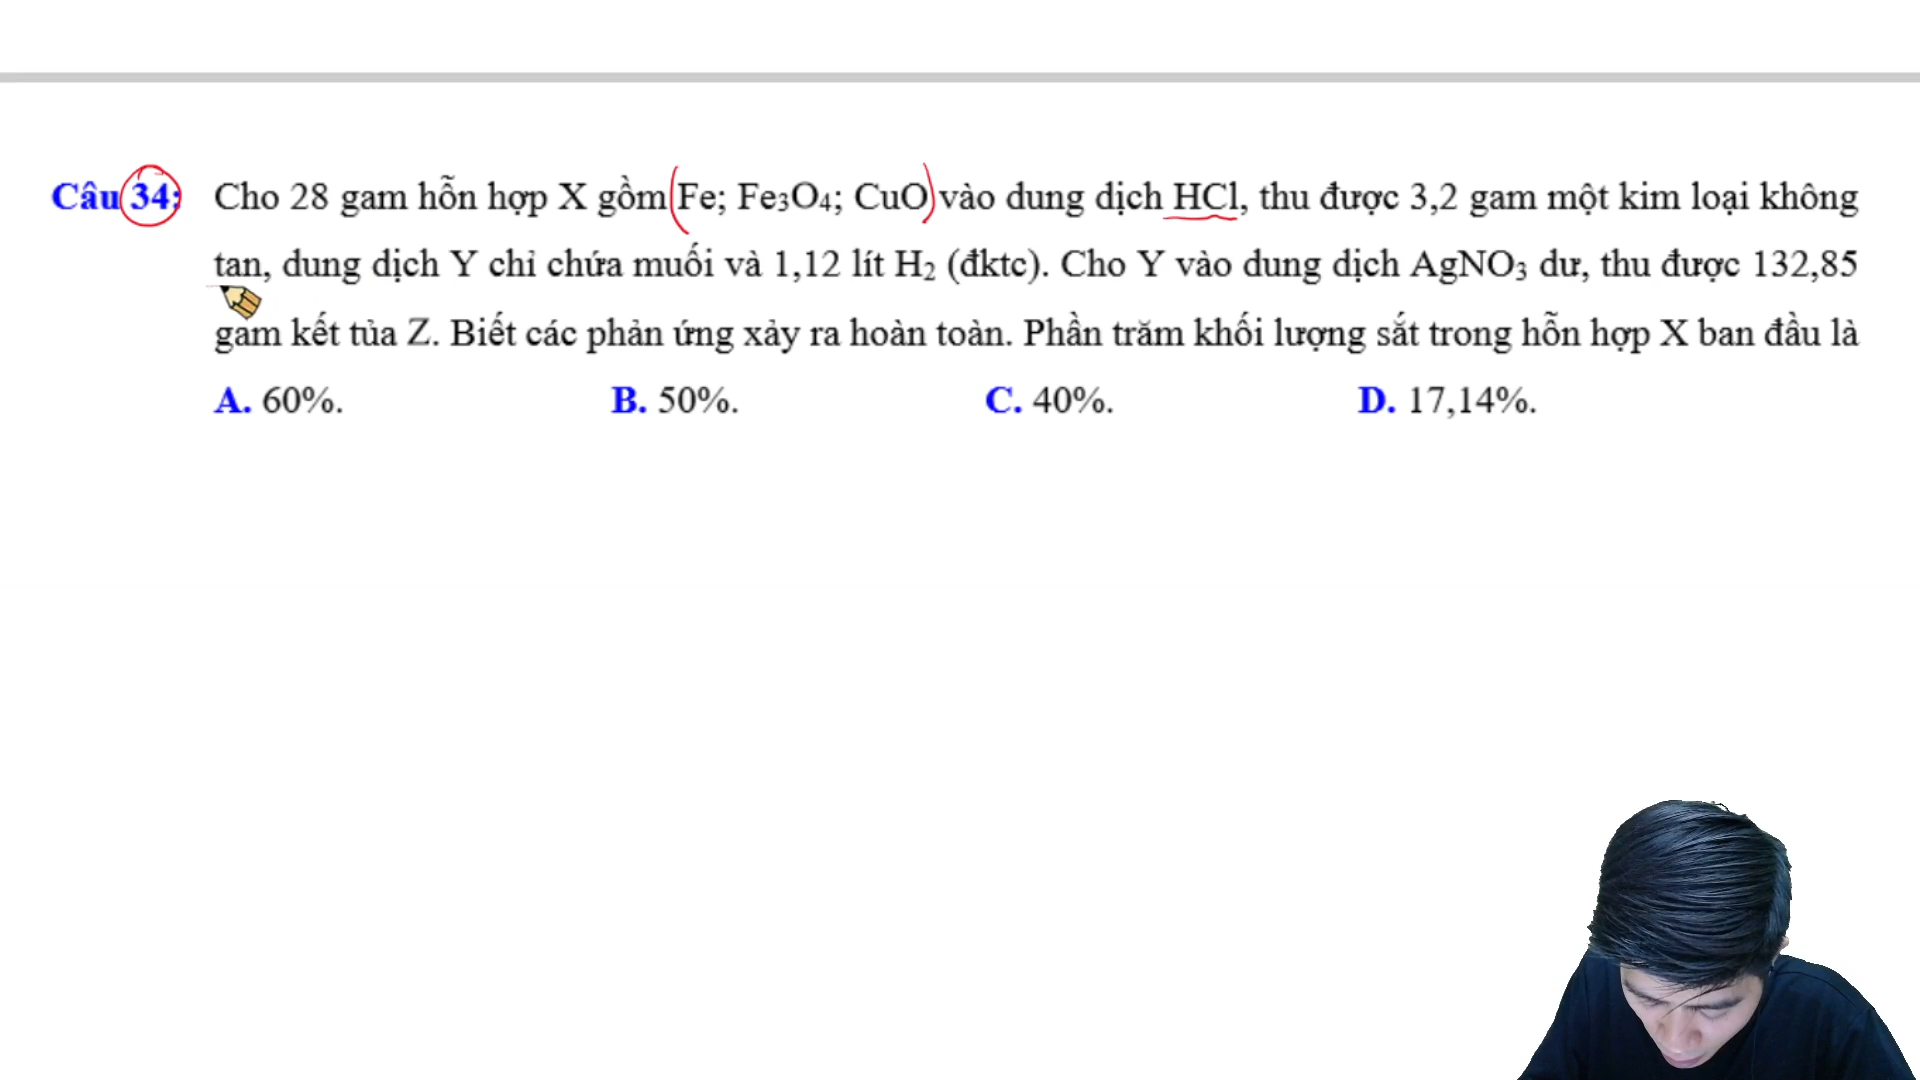 Câu 34: Cho 28 gam hỗn hợp X gồm (Fe; Fe₃O₄; CuO) vào dung dịch HCl, thu được 3,2 gam một kim loại không
tan, dung dịch Y chỉ chứa muối và 1,12 lít H₂ (đktc). Cho Y vào dung dịch AgNO₃ dư, thu được 132,85
gam kết tủa Z. Biết các phản ứng xảy ra hoàn toàn. Phần trăm khối lượng sắt trong hỗn hợp X ban đầu là
A. 60%. B. 50%. C. 40%. D. 17,14%.